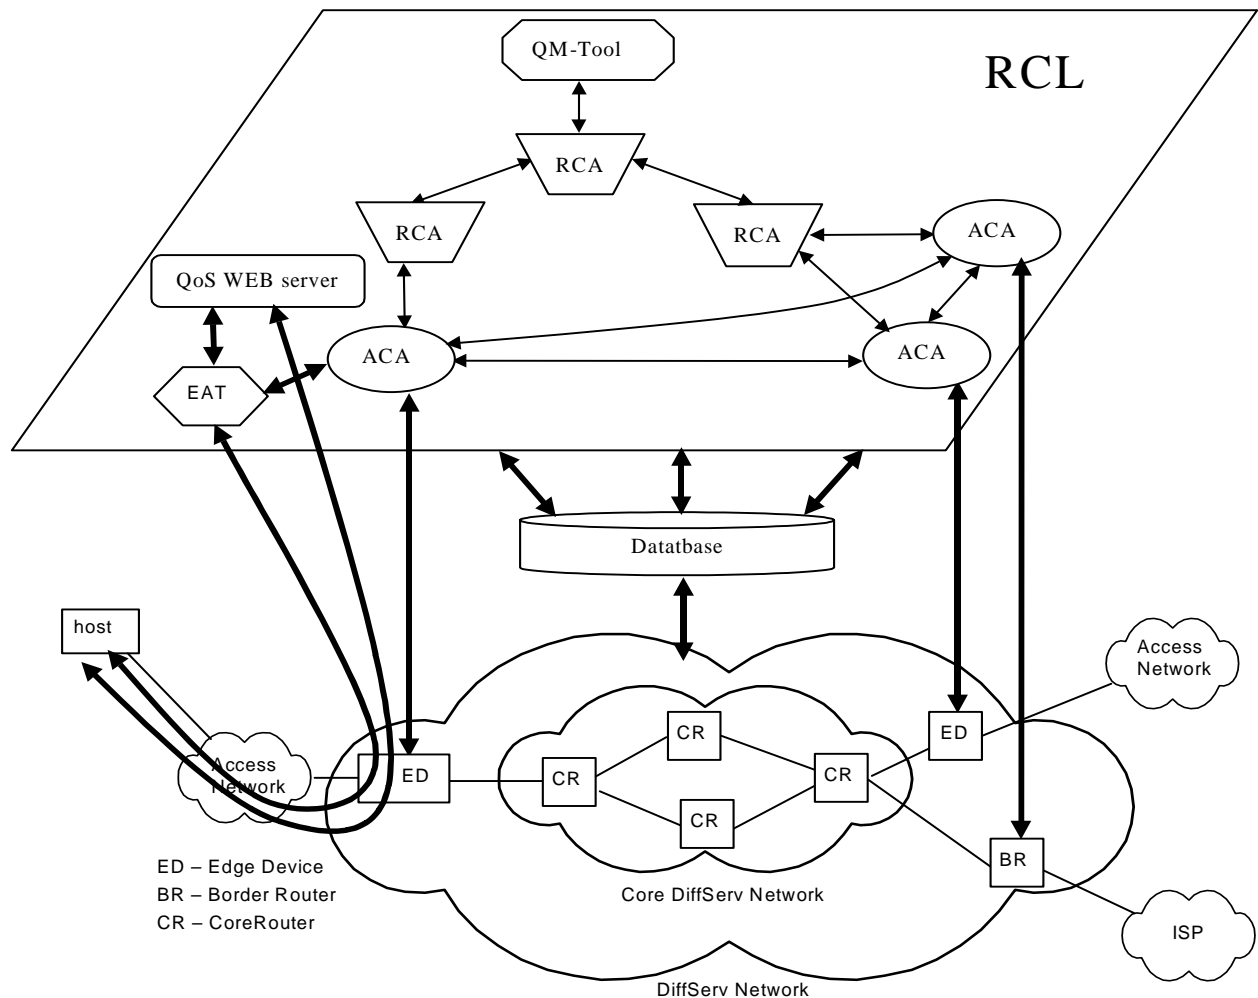 QM-Tool
RCL
RCA
RCA
RCA
ACA
QoS WEB server
ACA
ACA
EAT
Datatbase
host
Access
Network
CR
ED
Access
Network
ED
CR
CR
CR
BR
ED – Edge Device
BR – Border Router
CR – CoreRouter
Core DiffServ Network
ISP
DiffServ Network